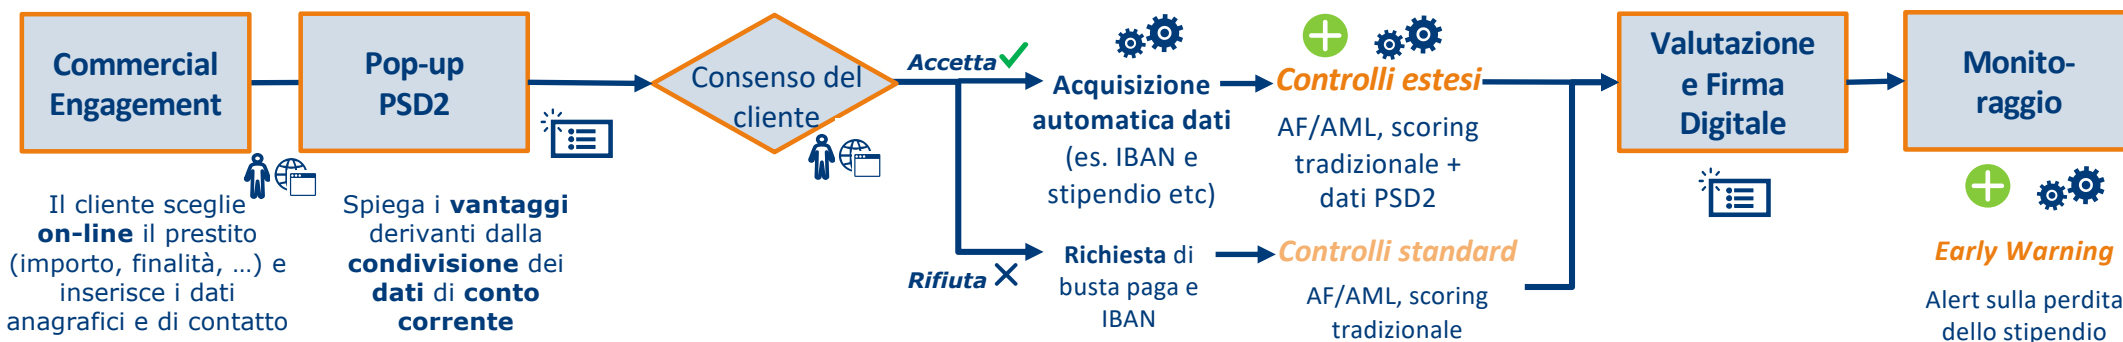 Commercial
Engagement
Il cliente sceglie
on-line il prestito
(importo, finalità, ...) e
inserisce i dati
anagrafici e di contatto
Pop-up
PSD2
Spiega i vantaggi
derivanti dalla
condivisione dei
dati di conto
corrente
Consenso del
cliente
Accetta
Acquisizione
automatica dati
(es. IBAN e
stipendio etc)
Controlli estesi
AF/AML, scoring
tradizionale +
dati PSD2
Rifiuta
Richiesta di
busta paga e
IBAN
Controlli standard
AF/AML, scoring
tradizionale
Valutazione
e Firma
Digitale
Monito-
raggio
Early Warning
Alert sulla perdita
dello stipendio